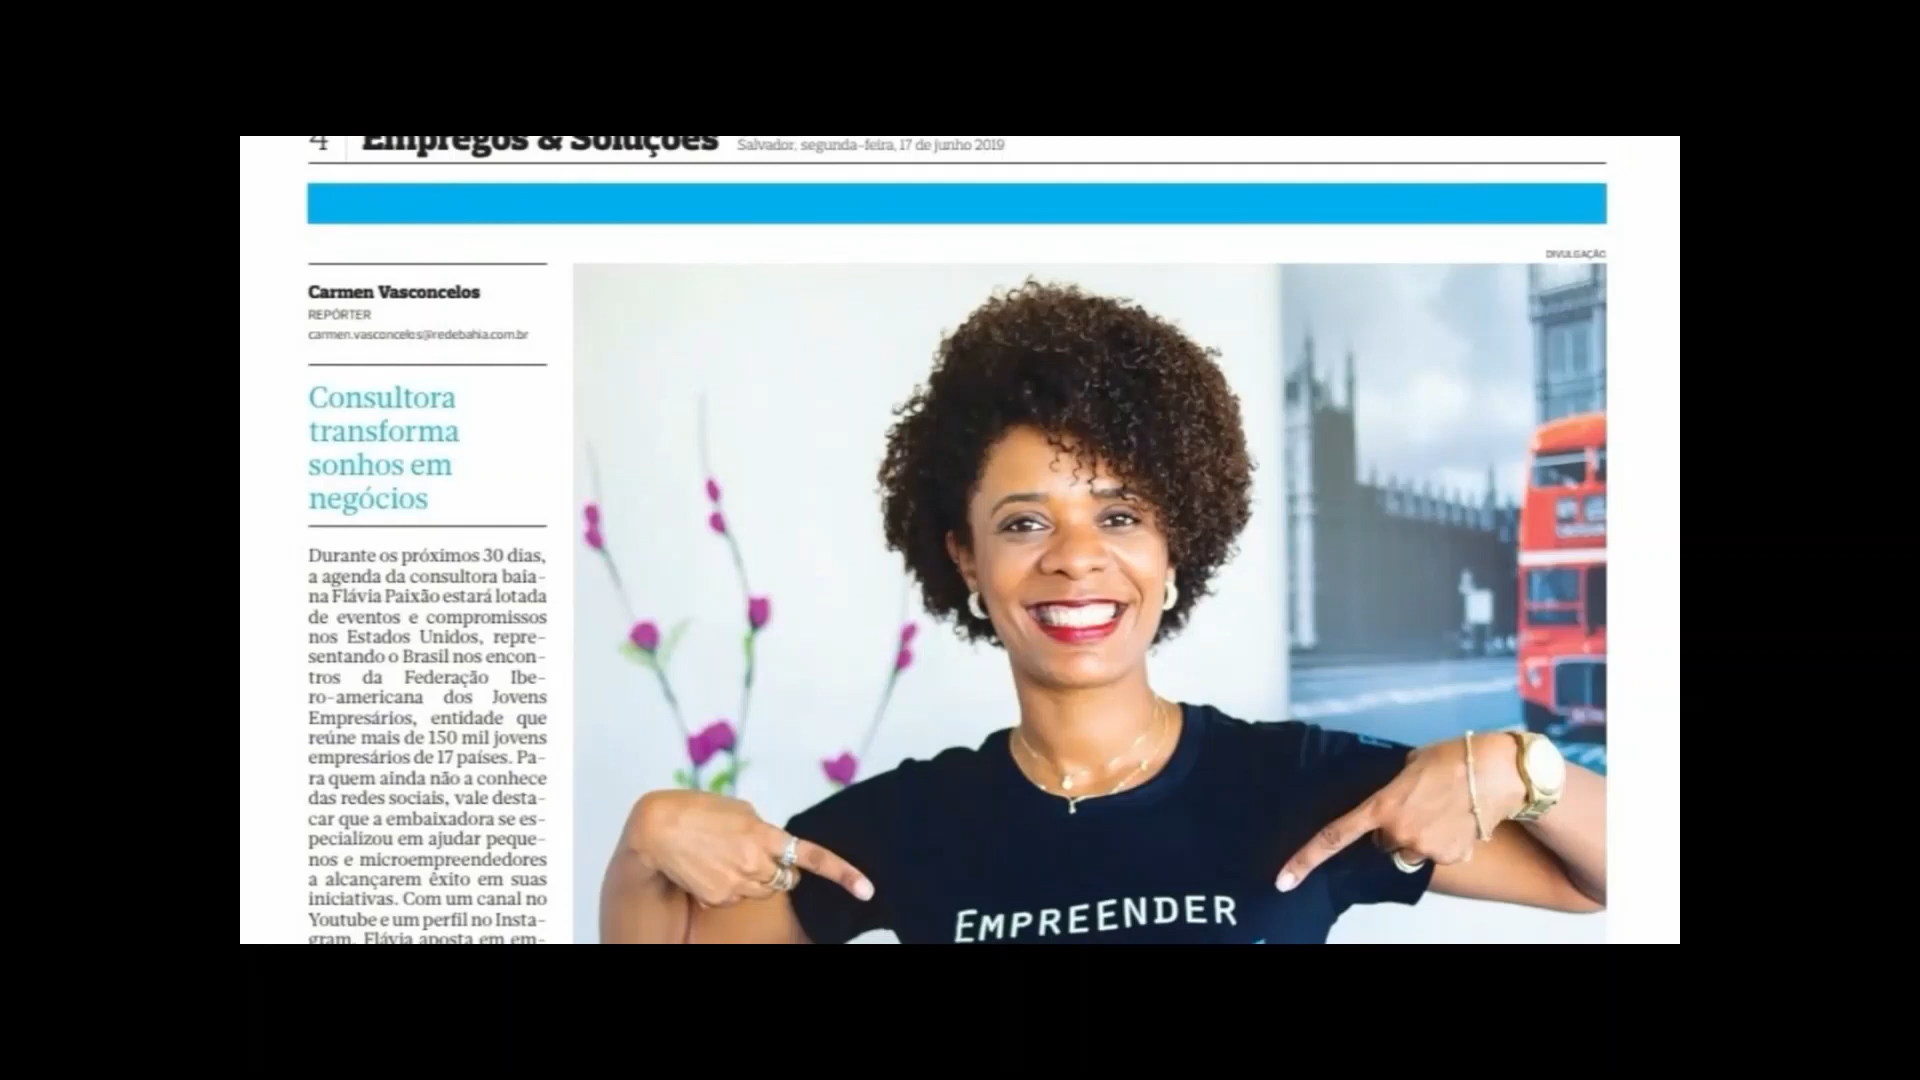 4 Empregos & Soluções Salvador, segunda-feira, 17 de junho 2019
DIVULGAÇÃO
Carmen Vasconcelos
REPÓRTER
carmen.vasconcelos@redebahia.com.br
Consultora
transforma
sonhos em
negócios
Durante os próximos 30 dias,
a agenda da consultora baia-
na Flávia Paixão estará lotada
de eventos e compromissos
nos Estados Unidos, repre-
sentando o Brasil nos encon-
tros da Federação Ibe-
ro-americana dos Jovens
Empresários, entidade que
reúne mais de 150 mil jovens
empresários de 17 países. Pa-
ra quem ainda não a conhece
das redes sociais, vale desta-
car que a embaixadora se es-
pecializou em ajudar peque-
nos e microempreendedores
a alcançarem êxito em suas
iniciativas. Com um canal no
Youtube e um perfil no Insta-
gram, Flávia aposta em em-
EMPREENDER